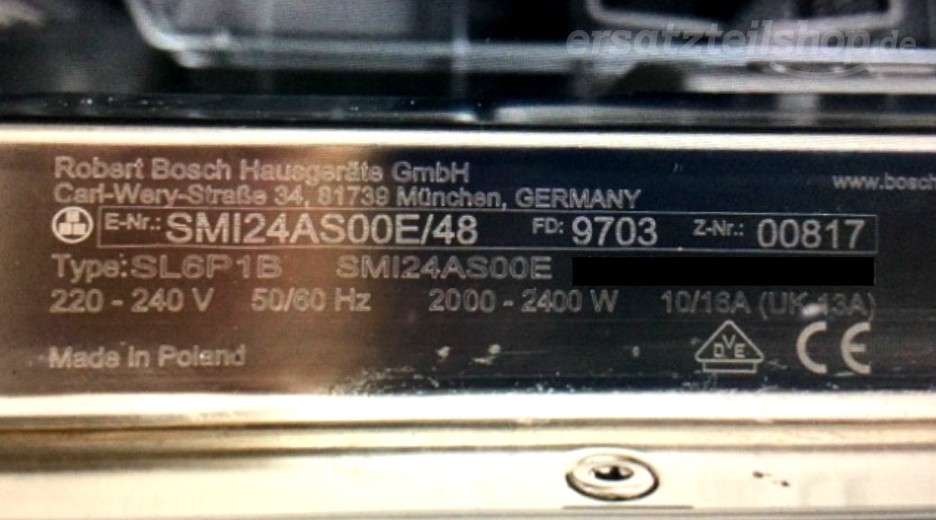 ersatzteilshop.de
Robert Bosch Hausgeräte GmbH
Carl-Wery-Straße 34, 81739 München, GERMANY
www.bosch
E-Nr.: SMI24AS00E/48 FD: 9703 Z-Nr.: 00817
Type: SL6P1B SMI24AS00E
220 - 240 V 50/60 Hz 2000 - 2400 W 10/16A (UK-13A)
Made in Poland
VDE CE